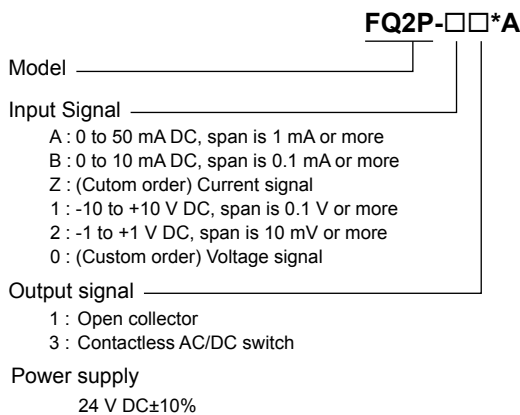 FQ2P-□□*A
Model
Input Signal
A : 0 to 50 mA DC, span is 1 mA or more
B : 0 to 10 mA DC, span is 0.1 mA or more
Z : (Cutom order) Current signal
1 : -10 to +10 V DC, span is 0.1 V or more
2 : -1 to +1 V DC, span is 10 mV or more
0 : (Custom order) Voltage signal
Output signal
1 : Open collector
3 : Contactless AC/DC switch
Power supply
24 V DC±10%